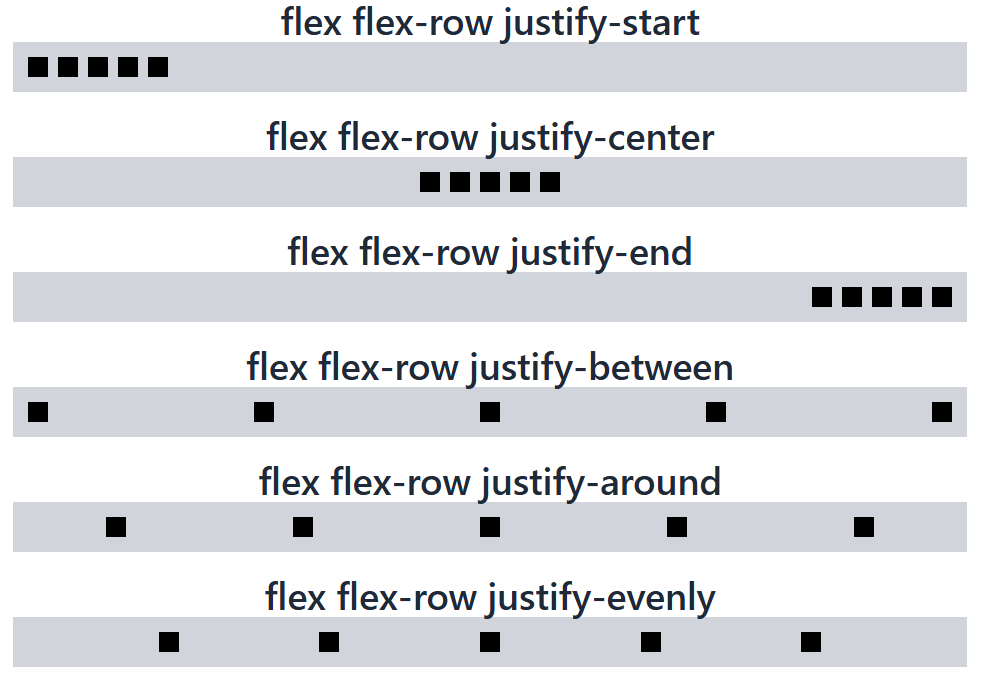 flex flex-row justify-start
flex flex-row justify-center
flex flex-row justify-end
flex flex-row justify-between
flex flex-row justify-around
flex flex-row justify-evenly